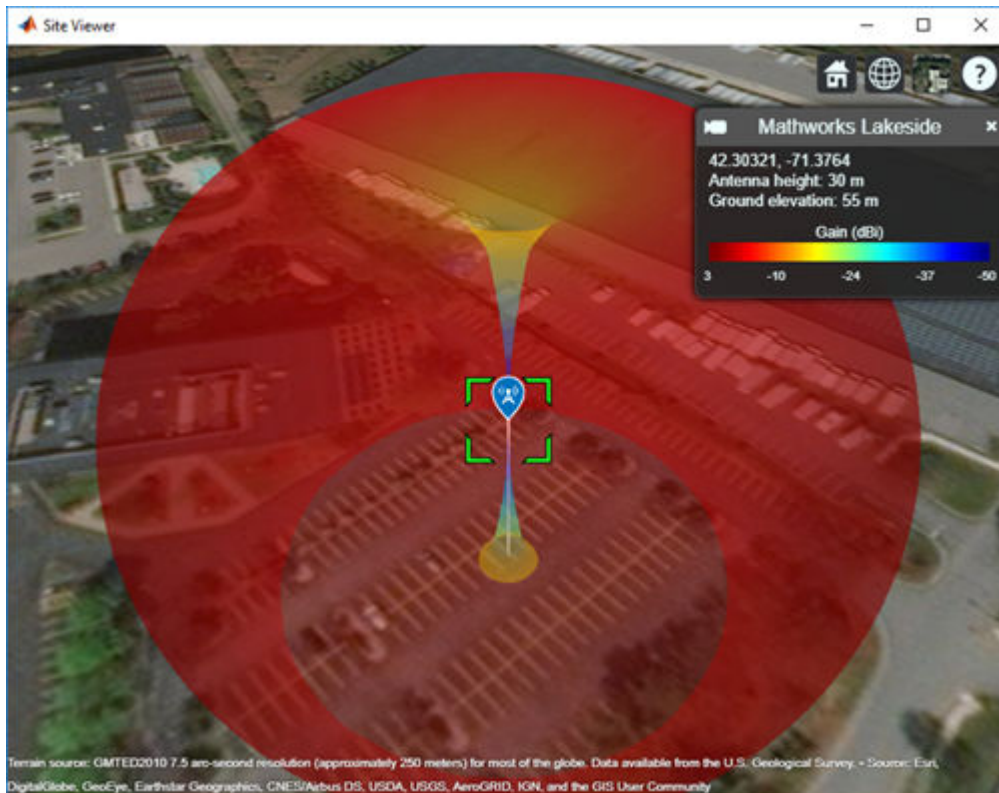 Site Viewer
Mathworks Lakeside
42.30321, -71.3764
Antenna height: 30 m
Ground elevation: 55 m
Gain (dBi)
3 -10 -24 -37 -50
Terrain source: GMTED2010 7.5 arc-second resolution (approximately 250 meters) for most of the globe. Data available from the U.S. Geological Survey. • Source: Esri,
DigitalGlobe, GeoEye, Earthstar Geographics, CNES/Airbus DS, USDA, USGS, AeroGRID, IGN, and the GIS User Community